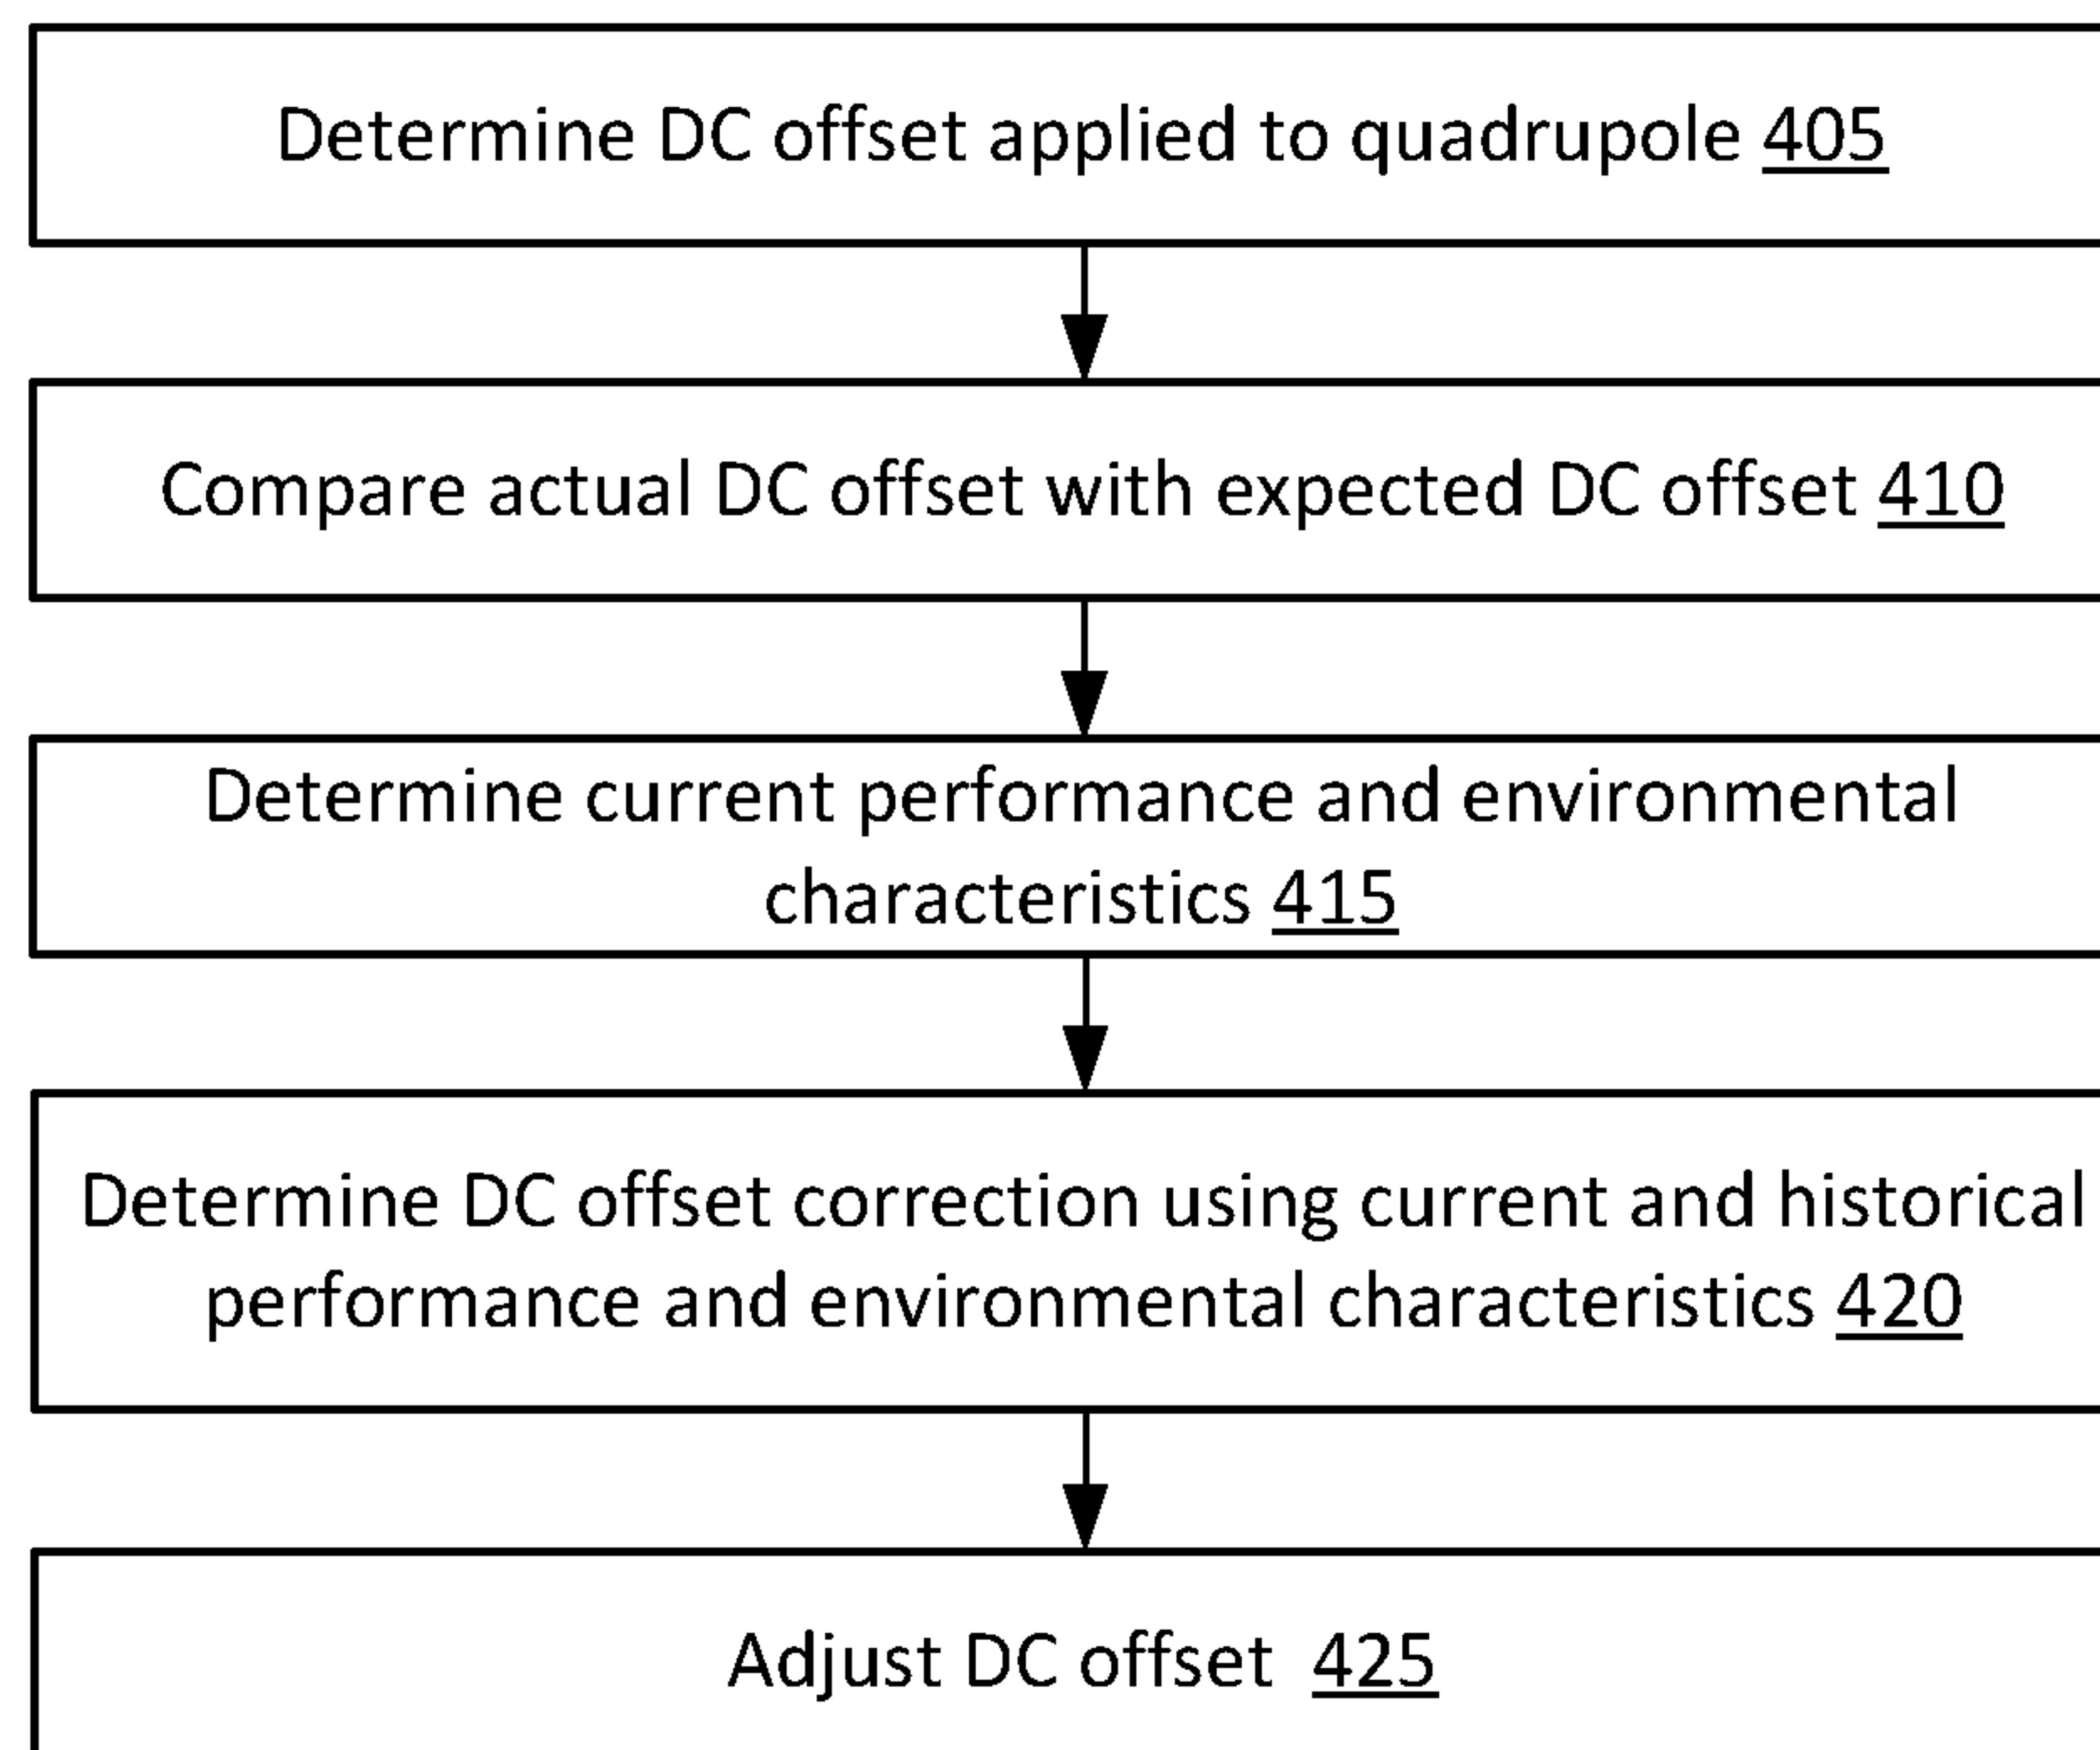 Determine DC offset applied to quadrupole 405
Compare actual DC offset with expected DC offset 410
Determine current performance and environmental
characteristics 415
Determine DC offset correction using current and historical
performance and environmental characteristics 420
Adjust DC offset 425